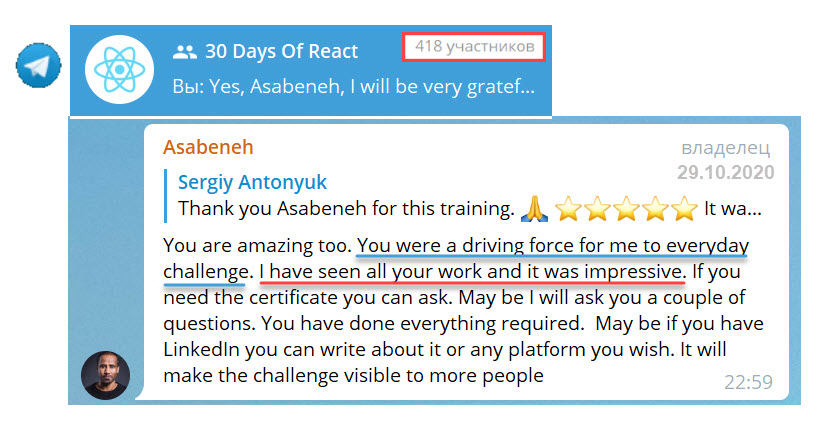 30 Days Of React
418 участников
Вы: Yes, Asabeneh, I will be very gratef...
Asabeneh
владелец
29.10.2020
Sergiy Antonyuk
Thank you Asabeneh for this training. 🙏 ⭐⭐⭐⭐⭐ It wa...
You are amazing too. You were a driving force for me to everyday
challenge. I have seen all your work and it was impressive. If you
need the certificate you can ask. May be I will ask you a couple of
questions. You have done everything required.  May be if you have
LinkedIn you can write about it or any platform you wish. It will
make the challenge visible to more people
22:59